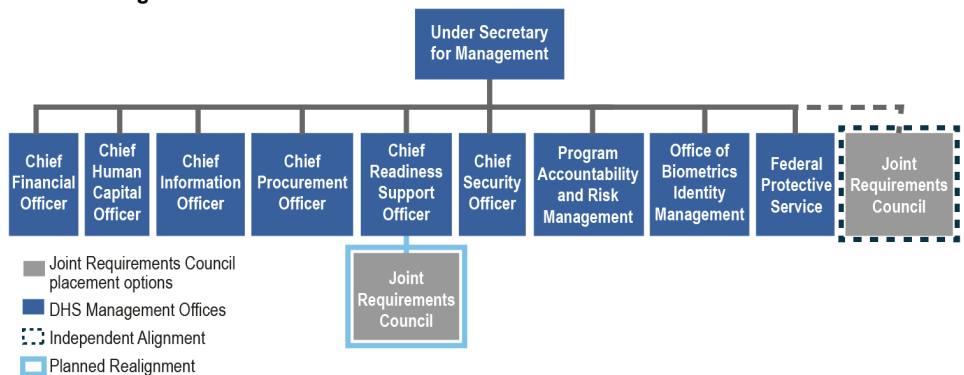 Under Secretary
for Management
Chief
Financial
Officer
Chief
Human
Capital
Officer
Chief
Information
Officer
Chief
Procurement
Officer
Chief
Readiness
Support
Officer
Chief
Security
Officer
Program
Accountability
and Risk
Management
Office of
Biometrics
Identity
Management
Federal
Protective
Service
Joint
Requirements
Council
Joint
Requirements
Council
Joint Requirements Council
placement options
DHS Management Offices
Independent Alignment
Planned Realignment